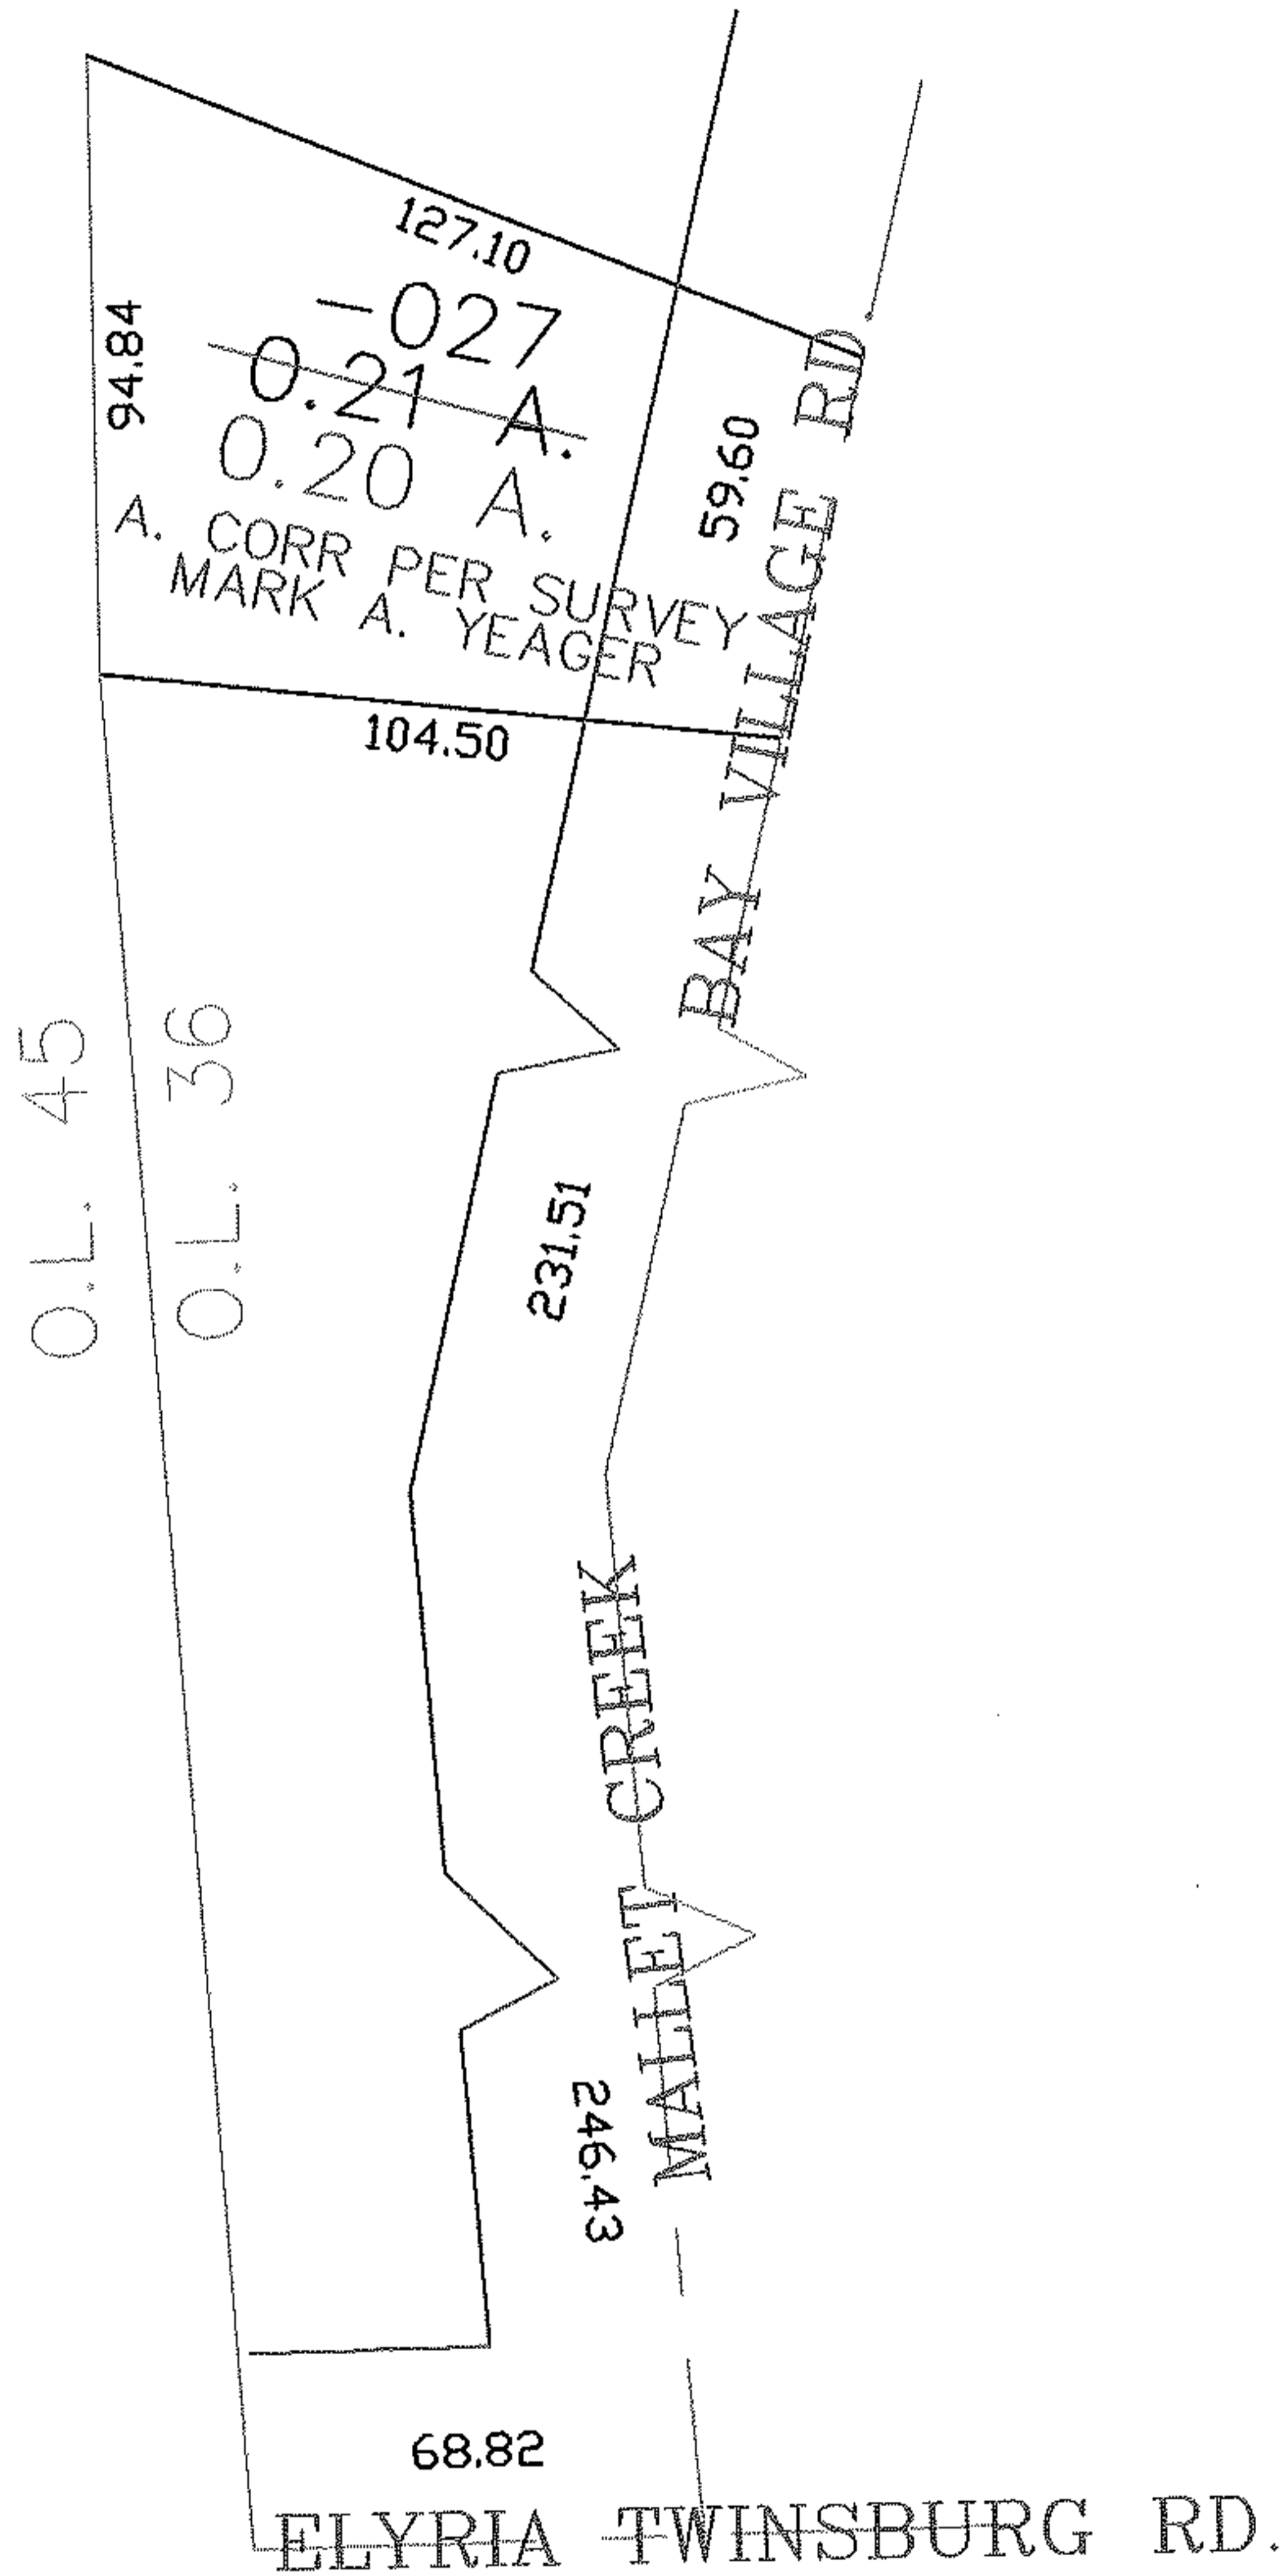 127.10
-027
94.84
0.21 A.
0.20 A.
A. CORR PER SURVEY
MARK A. YEAGER
59.60
104.50
BAY VILLAGE RD.
O.L. 45
O.L. 36
231.51
MALLET CREEK
246.43
68.82
ELYRIA TWINSBURG RD.